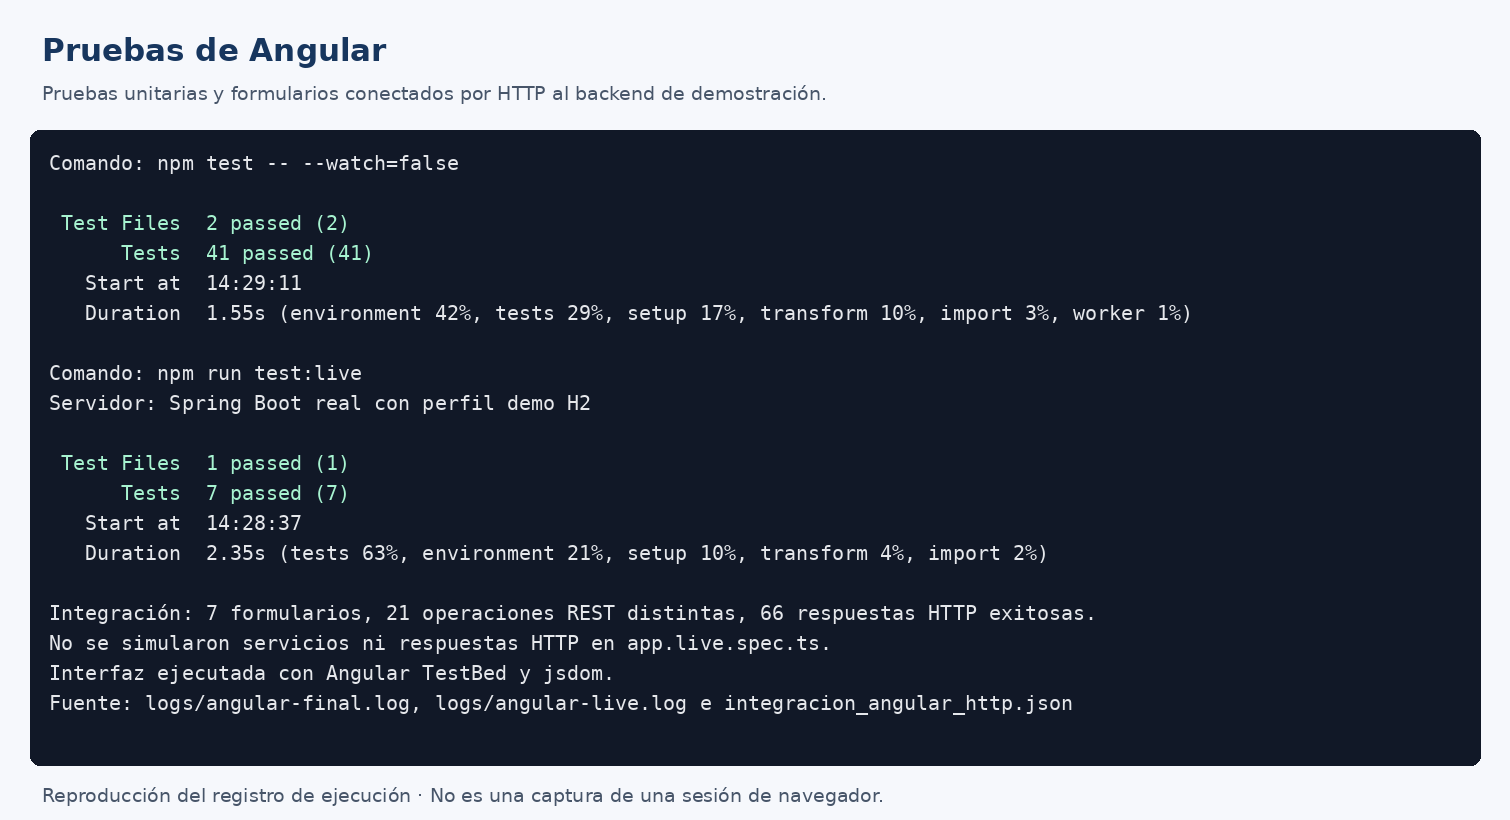 Pruebas de Angular
Pruebas unitarias y formularios conectados por HTTP al backend de demostración.
Comando: npm test -- --watch=false
Test Files  2 passed (2)
Tests  41 passed (41)
Start at  14:29:11
Duration  1.55s (environment 42%, tests 29%, setup 17%, transform 10%, import 3%, worker 1%)
Comando: npm run test:live
Servidor: Spring Boot real con perfil demo H2
Test Files  1 passed (1)
Tests  7 passed (7)
Start at  14:28:37
Duration  2.35s (tests 63%, environment 21%, setup 10%, transform 4%, import 2%)
Integración: 7 formularios, 21 operaciones REST distintas, 66 respuestas HTTP exitosas.
No se simularon servicios ni respuestas HTTP en app.live.spec.ts.
Interfaz ejecutada con Angular TestBed y jsdom.
Fuente: logs/angular-final.log, logs/angular-live.log e integracion_angular_http.json
Reproducción del registro de ejecución · No es una captura de una sesión de navegador.